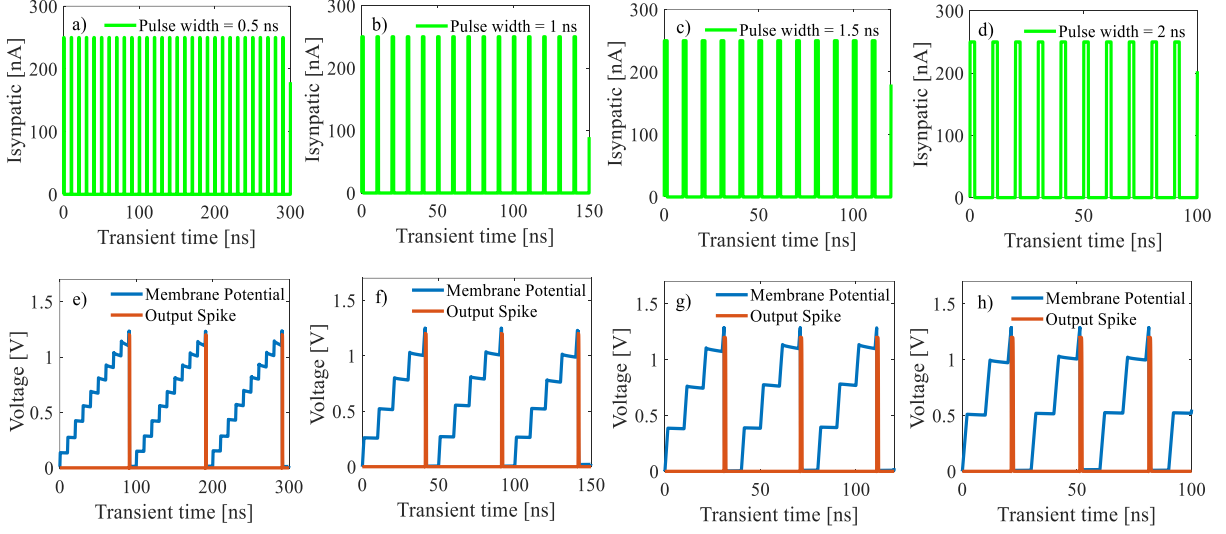 a)
Pulse width = 0.5 ns
300
200
100
0
Isynpatic [nA]
0 100 200 300
Transient time [ns]
b)
Pulse width = 1 ns
300
200
100
0
Isynpatic [nA]
0 50 100 150
Transient time [ns]
c)
Pulse width = 1.5 ns
300
200
100
0
Isynpatic [nA]
0 50 100
Transient time [ns]
d)
Pulse width = 2 ns
300
200
100
0
Isynpatic [nA]
0 50 100
Transient time [ns]
e)
Membrane Potential
Output Spike
1.5
1
0.5
0
Voltage [V]
0 100 200 300
Transient time [ns]
f)
Membrane Potential
Output Spike
1.5
1
0.5
0
Voltage [V]
0 50 100 150
Transient time [ns]
g)
Membrane Potential
Output Spike
1.5
1
0.5
0
Voltage [V]
0 50 100
Transient time [ns]
h)
Membrane Potential
Output Spike
1.5
1
0.5
0
Voltage [V]
0 50 100
Transient time [ns]